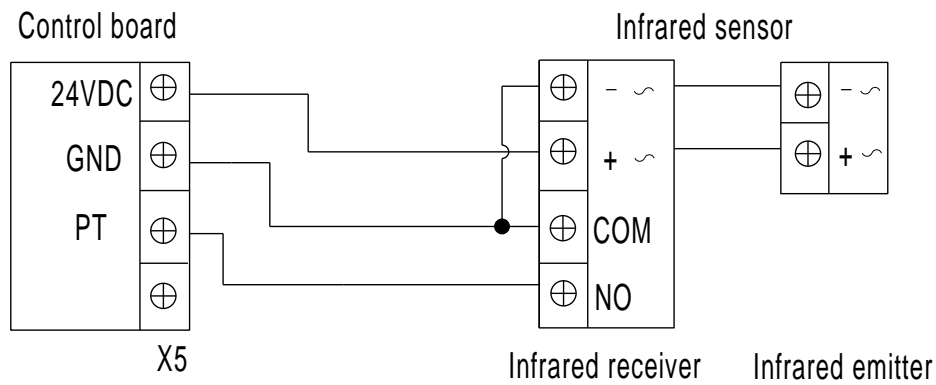 Control board
Infrared sensor
24VDC
GND
PT
X5
- ~
+ ~
COM
NO
Infrared receiver
- ~
+ ~
Infrared emitter